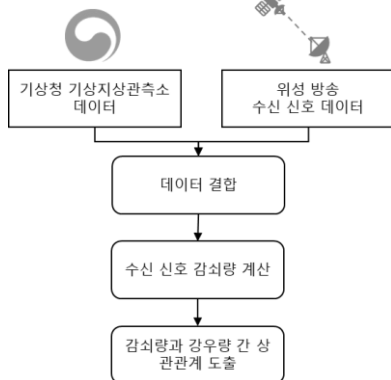 기상청 기상지상관측소
데이터
위성 방송
수신 신호 데이터
데이터 결합
수신 신호 감쇠량 계산
감쇠량과 강우량 간 상
관관계 도출